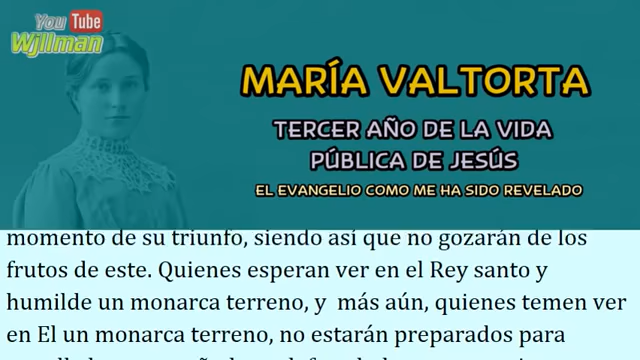 You Tube
Wjllman
MARÍA VALTORTA
TERCER AÑO DE LA VIDA
PÚBLICA DE JESÚS
EL EVANGELIO COMO ME HA SIDO REVELADO
momento de su triunfo, siendo así que no gozarán de los
frutos de este. Quienes esperan ver en el Rey santo y
humilde un monarca terreno, y más aún, quienes temen ver
en El un monarca terreno, no estarán preparados para